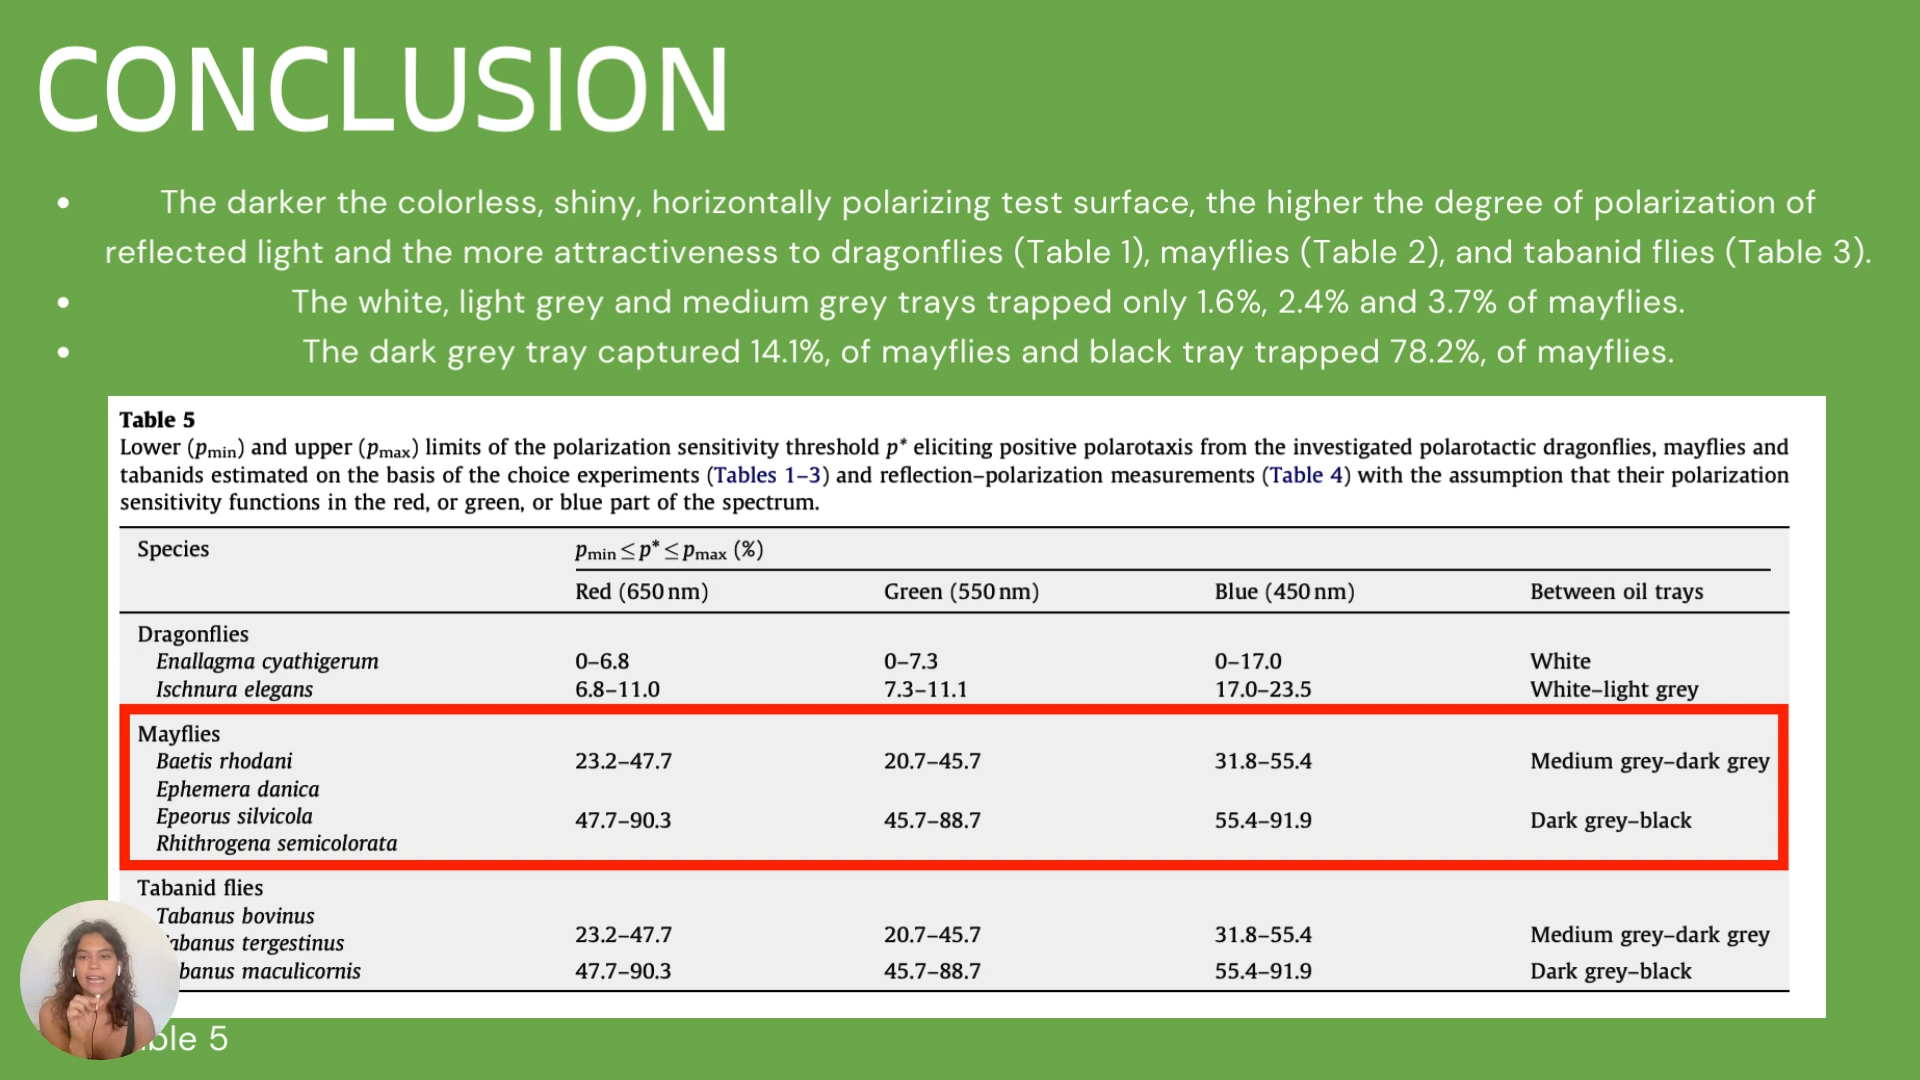 CONCLUSION
• The darker the colorless, shiny, horizontally polarizing test surface, the higher the degree of polarization of
reflected light and the more attractiveness to dragonflies (Table 1), mayflies (Table 2), and tabanid flies (Table 3).
• The white, light grey and medium grey trays trapped only 1.6%, 2.4% and 3.7% of mayflies.
• The dark grey tray captured 14.1%, of mayflies and black tray trapped 78.2%, of mayflies.
Table 5
Lower (pmin) and upper (pmax) limits of the polarization sensitivity threshold p* eliciting positive polarotaxis from the investigated polarotactic dragonflies, mayflies and
tabanids estimated on the basis of the choice experiments (Tables 1–3) and reflection–polarization measurements (Table 4) with the assumption that their polarization
sensitivity functions in the red, or green, or blue part of the spectrum.
Species pmin ≤ p* ≤ pmax (%)
Red (650 nm) Green (550 nm) Blue (450 nm) Between oil trays
Dragonflies
Enallagma cyathigerum 0–6.8 0–7.3 0–17.0 White
Ischnura elegans 6.8–11.0 7.3–11.1 17.0–23.5 White–light grey
Mayflies
Baetis rhodani 23.2–47.7 20.7–45.7 31.8–55.4 Medium grey–dark grey
Ephemera danica
Epeorus silvicola 47.7–90.3 45.7–88.7 55.4–91.9 Dark grey–black
Rhithrogena semicolorata
Tabanid flies
Tabanus bovinus
abanus tergestinus 23.2–47.7 20.7–45.7 31.8–55.4 Medium grey–dark grey
banus maculicornis 47.7–90.3 45.7–88.7 55.4–91.9 Dark grey–black
ble 5